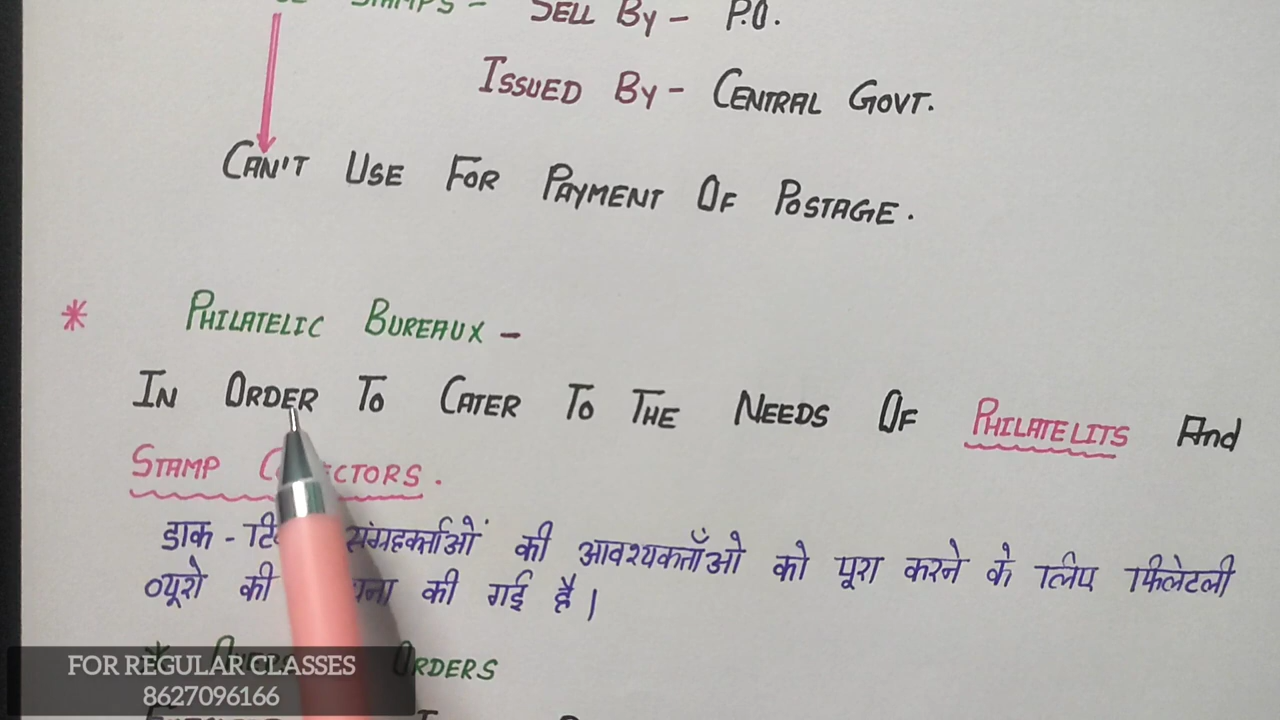 STAMPS - SELL BY - P.O.
ISSUED BY - CENTRAL GOVT.
CAN'T USE FOR PAYMENT OF POSTAGE.
* PHILATELIC BUREAUX -
IN ORDER TO CATER TO THE NEEDS OF PHILATELITS And
STAMP .
डाक - संग्रहकर्त्ताओं की आवश्यकताँओ को पूरा करने के लिए फिलेटली
ब्यूरो की की गई है।
* ORDERS
FOR REGULAR CLASSES
8627096166